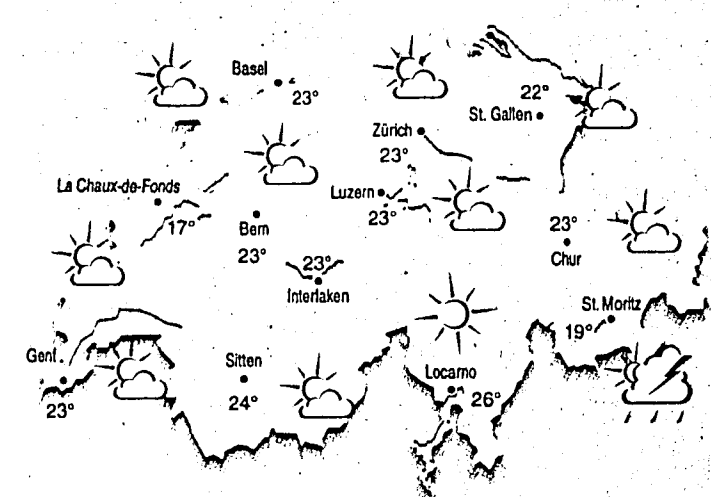 Basel
23°
22°
St. Gallen
Zürich
23°
La Chaux-de-Fonds
17°
Luzern
23°
Bern
23°
23°
Chur
23°
Interlaken
St. Moritz
19°
Genf
23°
Sitten
24°
Locarno
26°